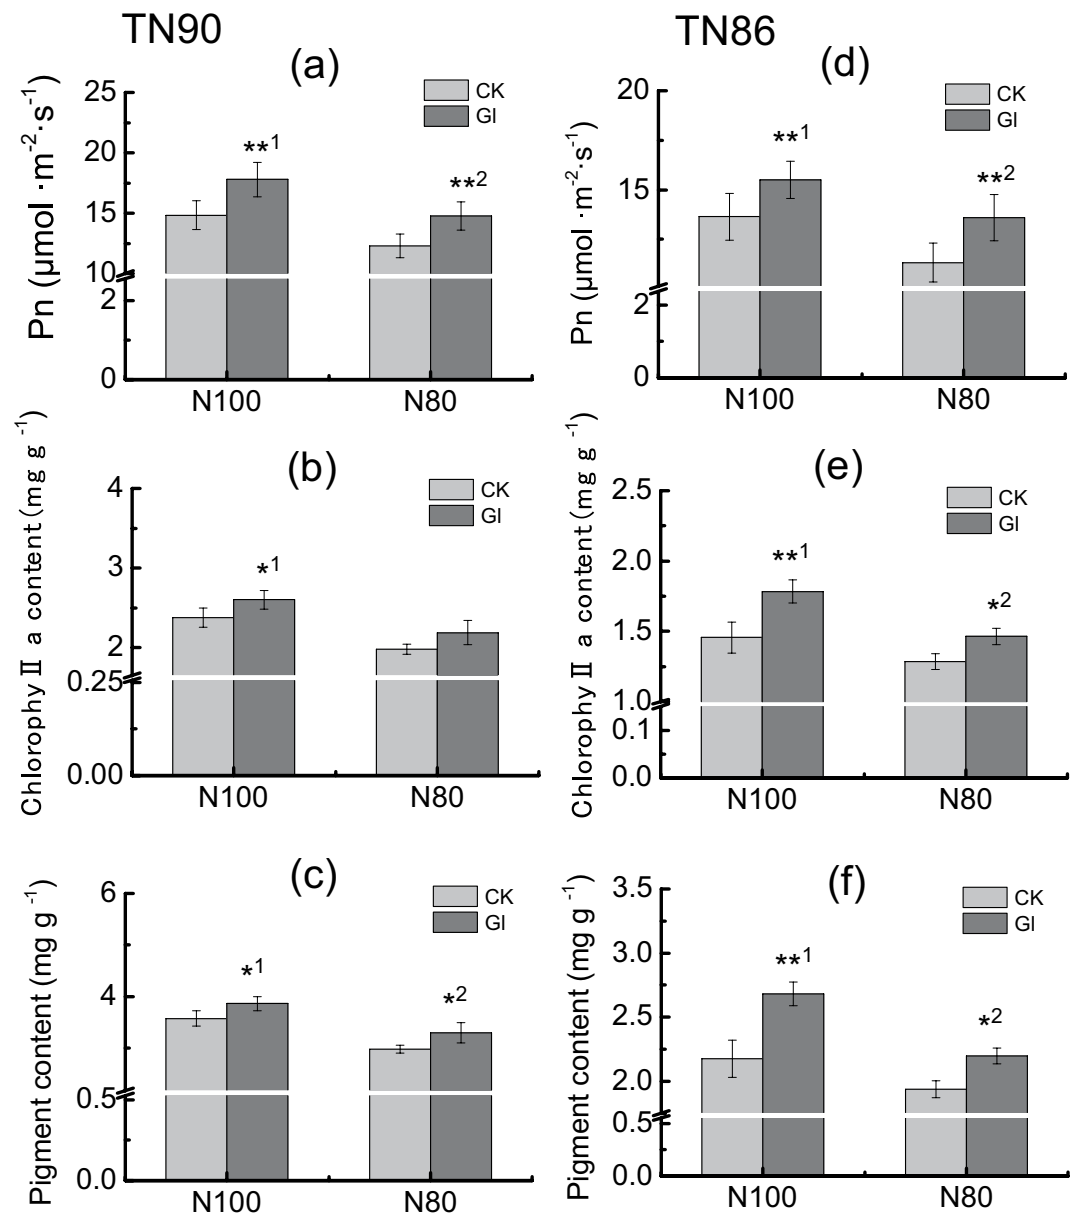 TN90
TN86
(a)
CK
GI
Pn (μmol ·m⁻²·s⁻¹)
25
20
15
10
2
0
**1
**2
N100
N80
(d)
CK
GI
Pn (μmol ·m⁻²·s⁻¹)
20
15
2
0
**1
**2
N100
N80
(b)
CK
GI
Chlorophy II a content(mg g⁻¹)
4
3
2
0.25
0.00
*1
N100
N80
(e)
CK
GI
Chlorophy II a content(mg g⁻¹)
2.5
2.0
1.5
1.0
0.1
0.0
**1
*2
N100
N80
(c)
CK
GI
Pigment content (mg g⁻¹)
6
4
0.5
0.0
*1
*2
N100
N80
(f)
CK
GI
Pigment content (mg g⁻¹)
3.5
3.0
2.5
2.0
0.5
0.0
**1
*2
N100
N80